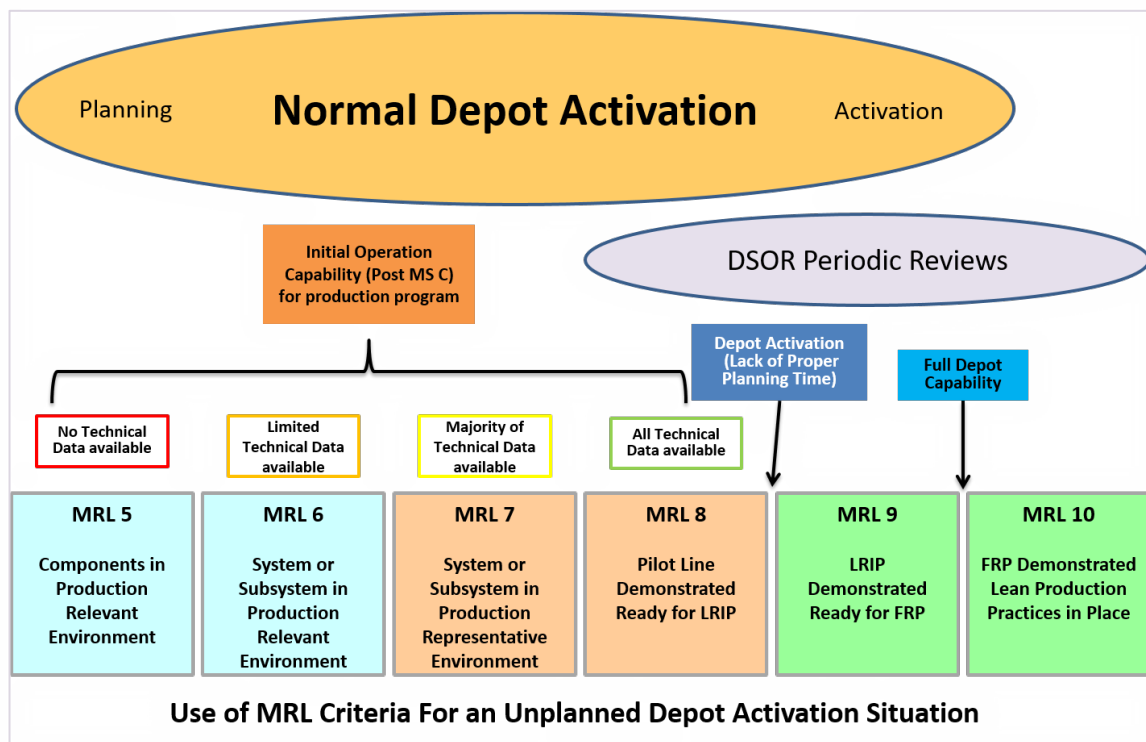 Planning
Normal Depot Activation
Activation
Initial Operation
Capability (Post MS C)
for production program
DSOR Periodic Reviews
Depot Activation
(Lack of Proper
Planning Time)
Full Depot
Capability
No Technical
Data available
Limited
Technical Data
available
Majority of
Technical Data
available
All Technical
Data available
MRL 5
Components in
Production
Relevant
Environment
MRL 6
System or
Subsystem in
Production
Relevant
Environment
MRL 7
System or
Subsystem in
Production
Representative
Environment
MRL 8
Pilot Line
Demonstrated
Ready for LRIP
MRL 9
LRIP
Demonstrated
Ready for FRP
MRL 10
FRP Demonstrated
Lean Production
Practices in Place
Use of MRL Criteria For an Unplanned Depot Activation Situation